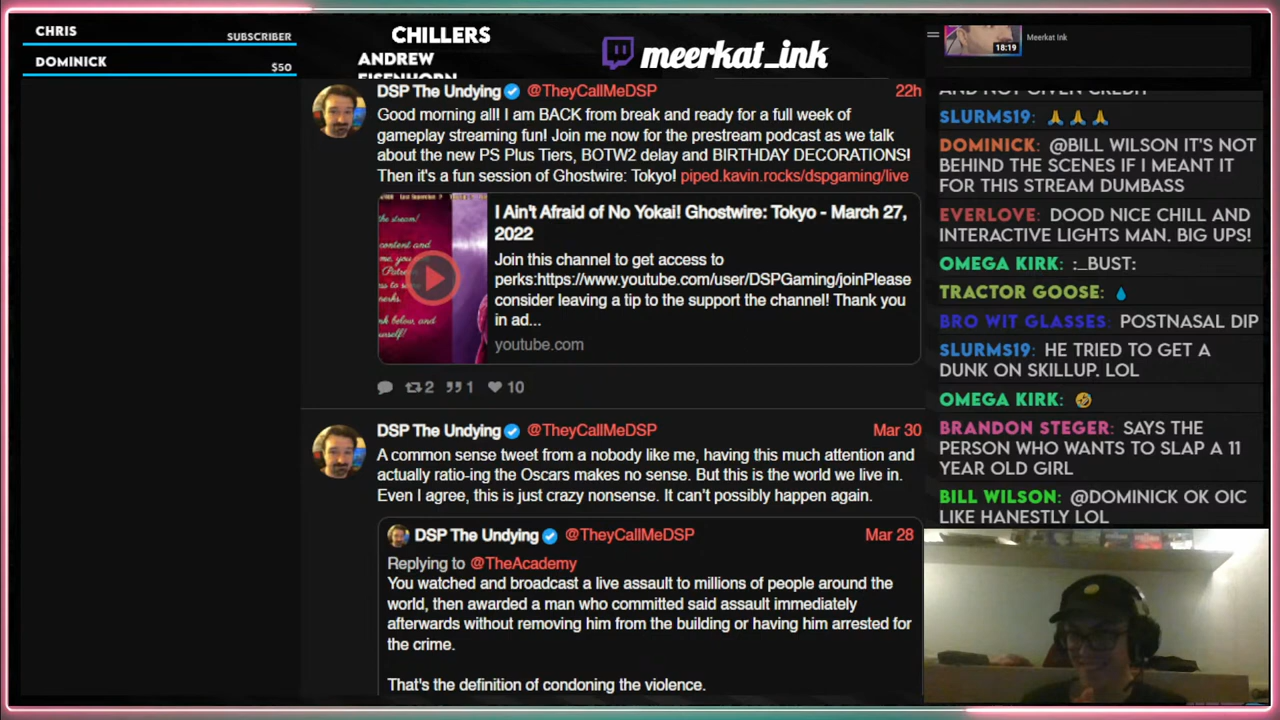 CHRIS
SUBSCRIBER
DOMINICK
$50
CHILLERS
ANDREW
EISENHORN
meerkat_ink
18:19
Meerkat Ink
DSP The Undying @TheyCallMeDSP 22h
Good morning all! I am BACK from break and ready for a full week of
gameplay streaming fun! Join me now for the prestream podcast as we talk
about the new PS Plus Tiers, BOTW2 delay and BIRTHDAY DECORATIONS!
Then it's a fun session of Ghostwire: Tokyo! piped.kavin.rocks/dspgaming/live
the stream!
content and
I Ain't Afraid of No Yokai! Ghostwire: Tokyo - March 27,
2022
Join this channel to get access to
perks:https://www.youtube.com/user/DSPGaming/joinPlease
consider leaving a tip to the support the channel! Thank you
in ad...
youtube.com
2 1 10
DSP The Undying @TheyCallMeDSP Mar 30
A common sense tweet from a nobody like me, having this much attention and
actually ratio-ing the Oscars makes no sense. But this is the world we live in.
Even I agree, this is just crazy nonsense. It can't possibly happen again.
DSP The Undying @TheyCallMeDSP Mar 28
Replying to @TheAcademy
You watched and broadcast a live assault to millions of people around the
world, then awarded a man who committed said assault immediately
afterwards without removing him from the building or having him arrested for
the crime.
That's the definition of condoning the violence.
AND NOT GIVEN CREDIT
SLURMS19: 🙏🙏🙏
DOMINICK: @BILL WILSON IT'S NOT
BEHIND THE SCENES IF I MEANT IT
FOR THIS STREAM DUMBASS
EVERLOVE: DOOD NICE CHILL AND
INTERACTIVE LIGHTS MAN. BIG UPS!
OMEGA KIRK: :_BUST:
TRACTOR GOOSE: 💧
BRO WIT GLASSES: POSTNASAL DIP
SLURMS19: HE TRIED TO GET A
DUNK ON SKILLUP. LOL
OMEGA KIRK: 🤣
BRANDON STEGER: SAYS THE
PERSON WHO WANTS TO SLAP A 11
YEAR OLD GIRL
BILL WILSON: @DOMINICK OK OIC
LIKE HANESTLY LOL